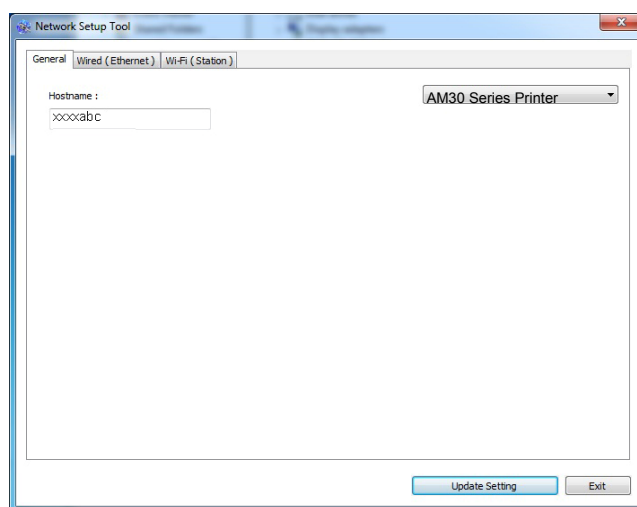 Network Setup Tool
General
Wired ( Ethernet )
Wi-Fi ( Station )
Hostname :
AM30 Series Printer
xxxxabc
Update Setting
Exit